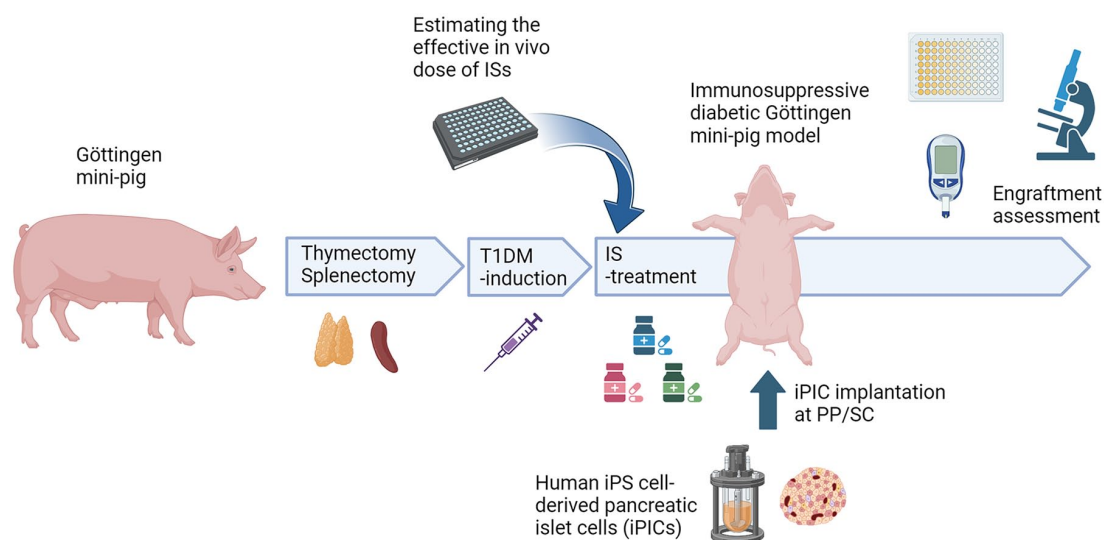 Estimating the
effective in vivo
dose of ISs
Immunosuppressive
diabetic Göttingen
mini-pig model
Göttingen
mini-pig
Engraftment
assessment
Thymectomy
Splenectomy
T1DM
-induction
IS
-treatment
iPIC implantation
at PP/SC
Human iPS cell-
derived pancreatic
islet cells (iPICs)